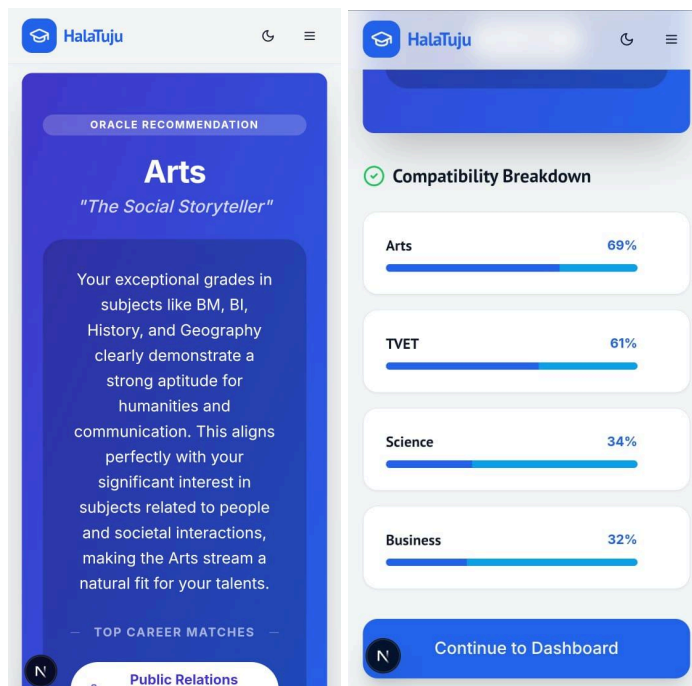 HalaTuju
ORACLE RECOMMENDATION
Arts
"The Social Storyteller"
Your exceptional grades in
subjects like BM, BI,
History, and Geography
clearly demonstrate a
strong aptitude for
humanities and
communication. This aligns
perfectly with your
significant interest in
subjects related to people
and societal interactions,
making the Arts stream a
natural fit for your talents.
TOP CAREER MATCHES
Public Relations
N
HalaTuju
Compatibility Breakdown
Arts 69%
TVET 61%
Science 34%
Business 32%
Continue to Dashboard
N